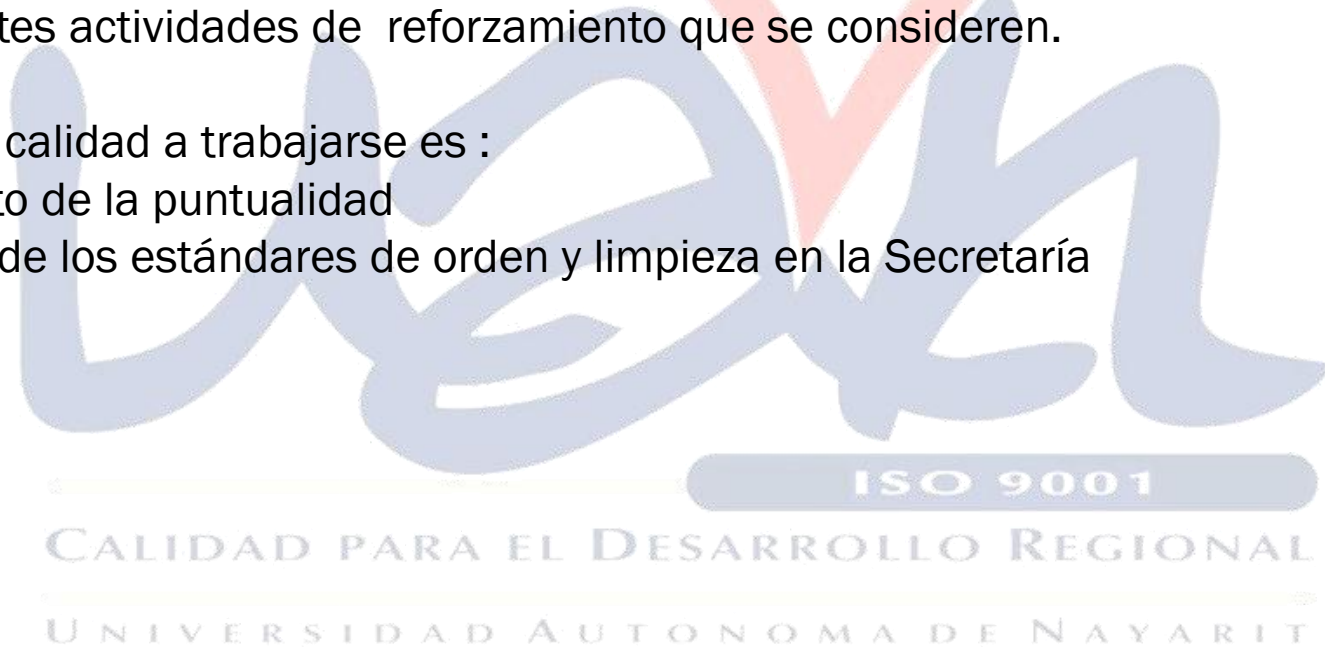 tes actividades de  reforzamiento que se consideren.
calidad a trabajarse es :
to de la puntualidad
de los estándares de orden y limpieza en la Secretaría
uan
ISO 9001
CALIDAD PARA EL DESARROLLO REGIONAL
UNIVERSIDAD AUTONOMA DE NAYARIT